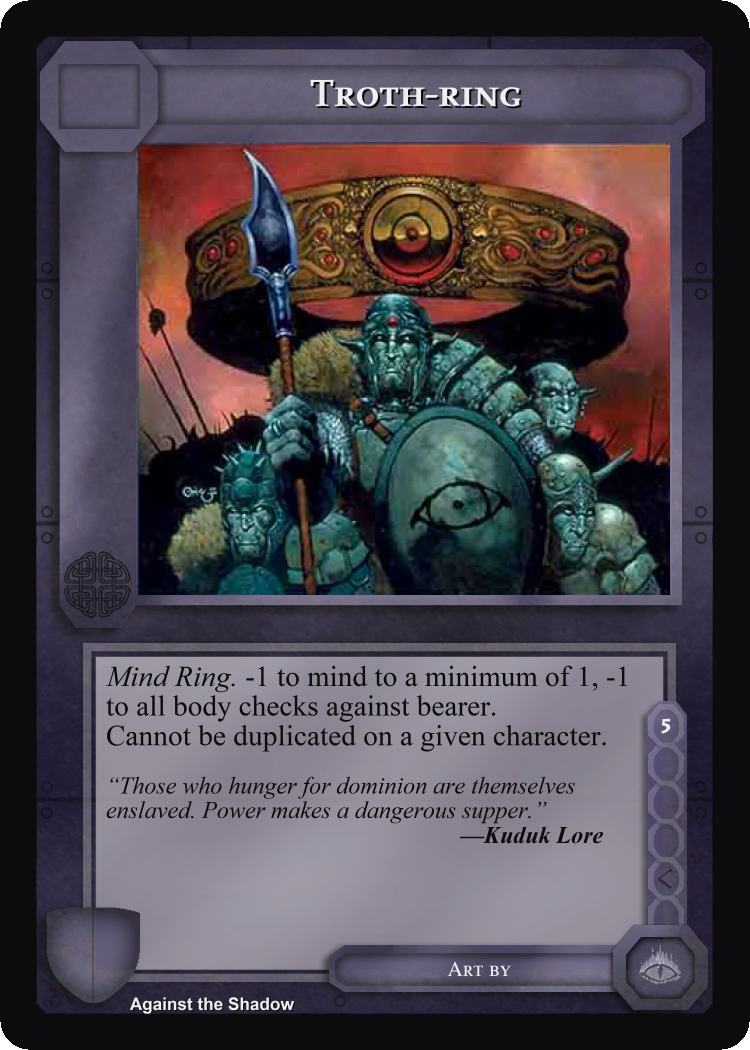 Troth-ring
Mind Ring. -1 to mind to a minimum of 1, -1
to all body checks against bearer.
Cannot be duplicated on a given character.
“Those who hunger for dominion are themselves
enslaved. Power makes a dangerous supper.”
—Kuduk Lore
5
<
Art by
Against the Shadow